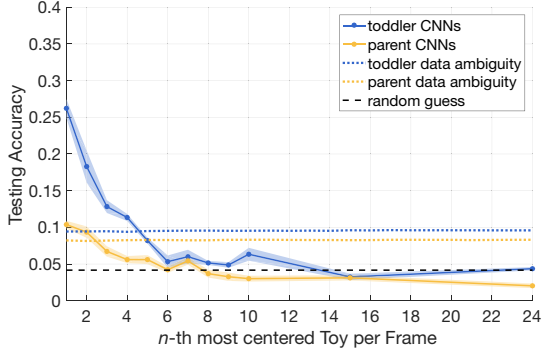 0.4
0.35
0.3
0.25
0.2
0.15
0.1
0.05
0
Testing Accuracy
toddler CNNs
parent CNNs
toddler data ambiguity
parent data ambiguity
random guess
2 4 6 8 10 12 14 16 18 20 22 24
n-th most centered Toy per Frame